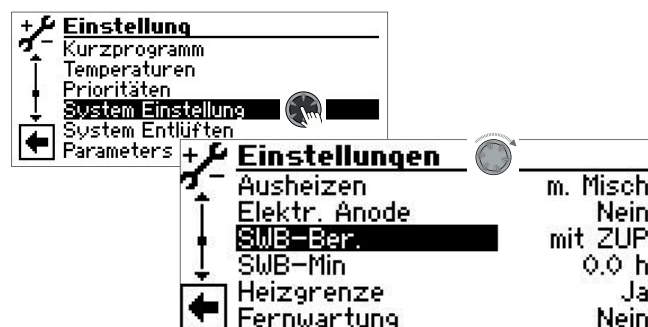 Einstellung
Kurzprogramm
Temperaturen
Prioritäten
System Einstellung
System Entlüften
Parameters
Einstellungen
Ausheizen m. Misch
Elektr. Anode Nein
SWB-Ber. mit ZUP
SWB-Min 0.0 h
Heizgrenze Ja
Fernwartung Nein